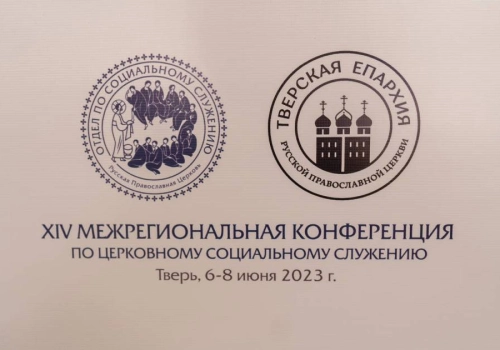 ОТДЕЛ ПО СОЦИАЛЬНОМУ СЛУЖЕНИЮ
Русская Православная Церковь
ТВЕРСКАЯ ЕПАРХИЯ
РУССКОЙ ПРАВОСЛАВНОЙ ЦЕРКВИ
XIV МЕЖРЕГИОНАЛЬНАЯ КОНФЕРЕНЦИЯ
ПО ЦЕРКОВНОМУ СОЦИАЛЬНОМУ СЛУЖЕНИЮ
Тверь, 6-8 июня 2023 г.